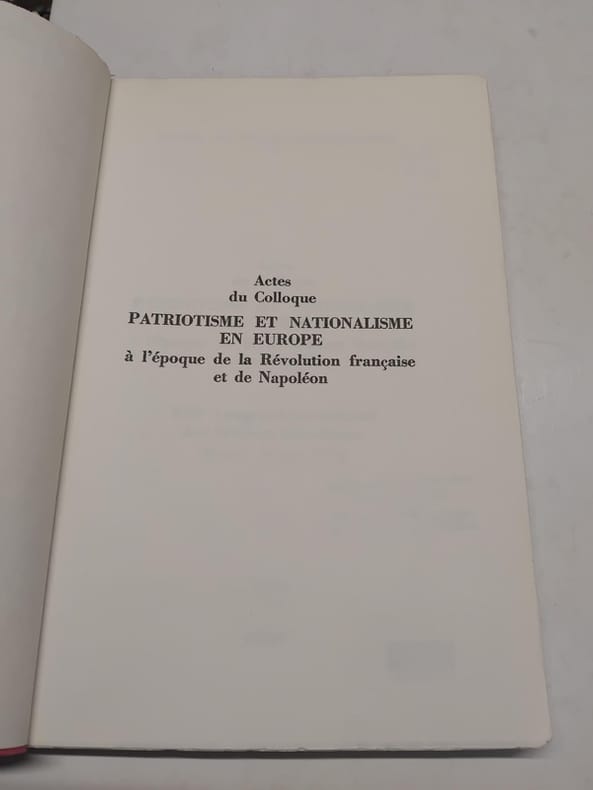 Actes
du Colloque
PATRIOTISME ET NATIONALISME
EN EUROPE
à l'époque de la Révolution française
et de Napoléon